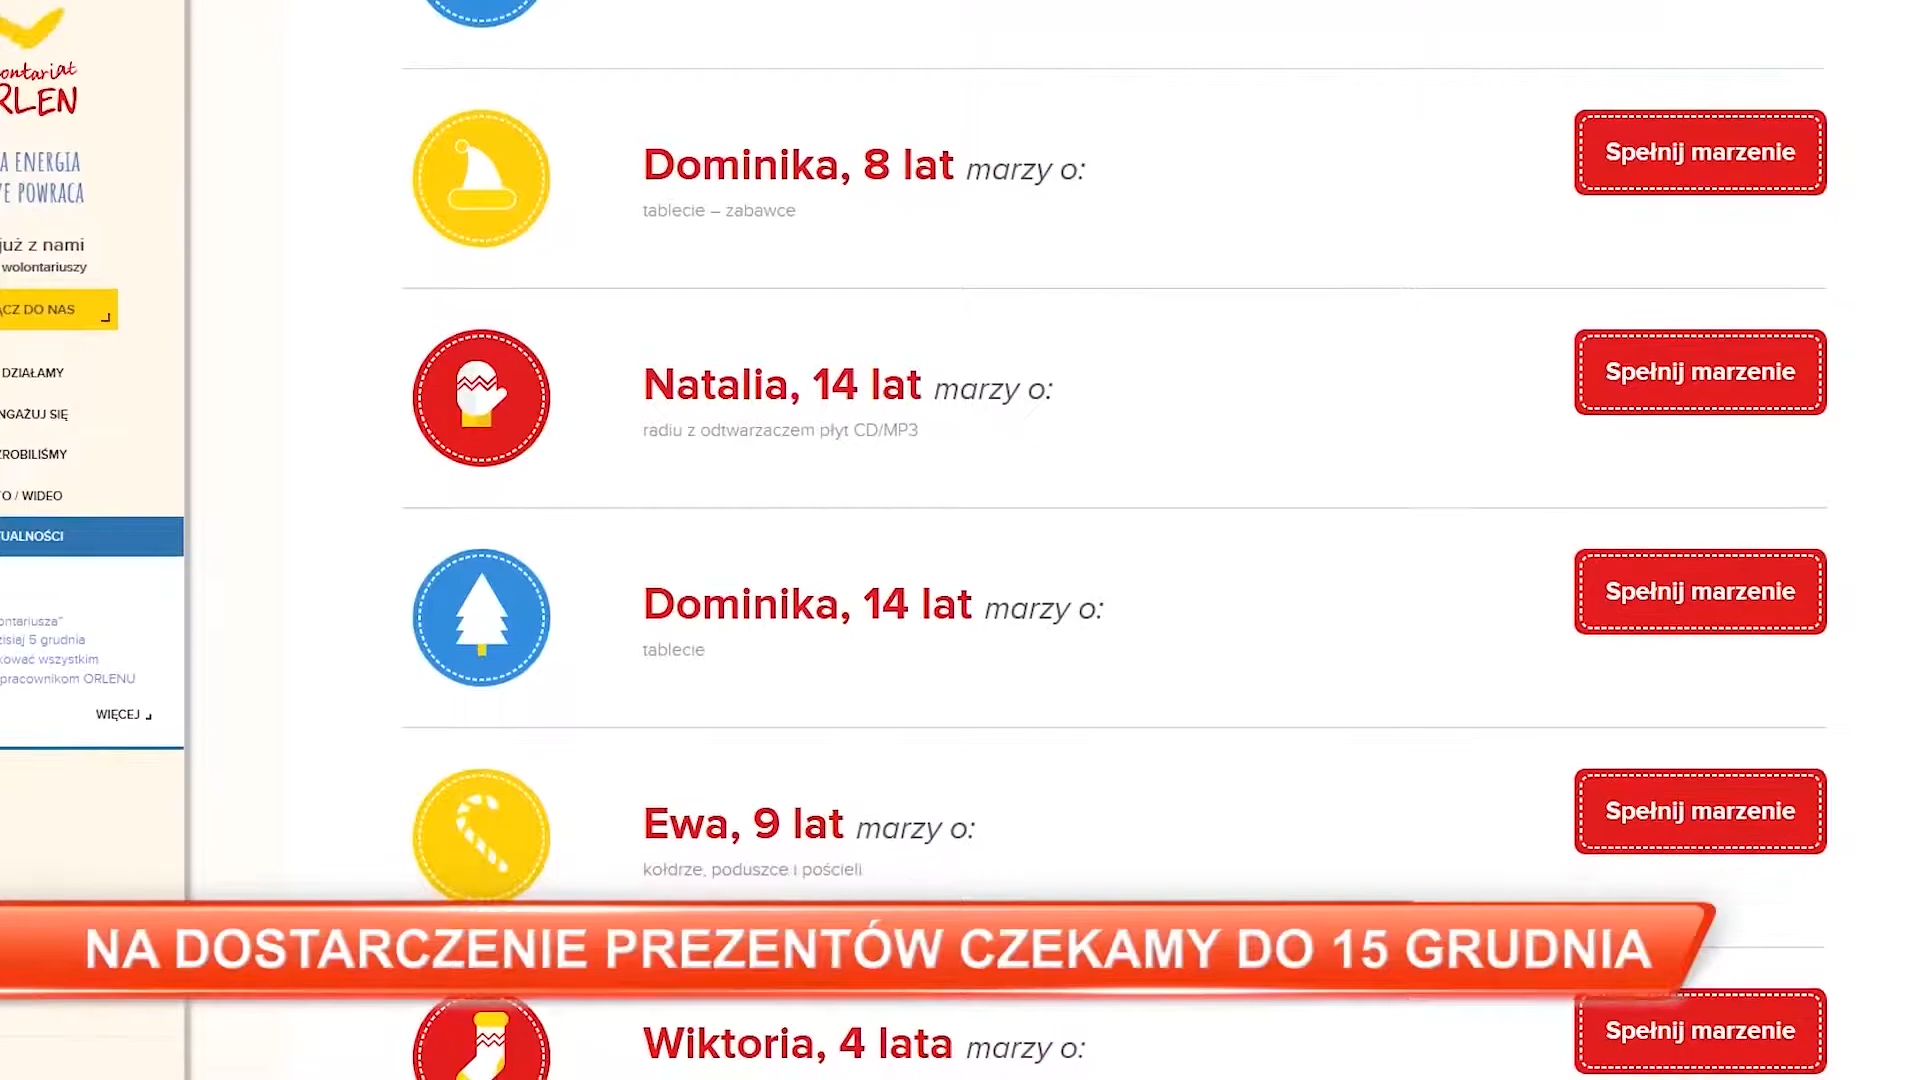 ontariat
RLEN
A ENERGIA
E POWRACA
już z nami
wolontariuszy
ĄCZ DO NAS
DZIAŁAMY
NGAŻUJ SIĘ
ZROBILIŚMY
O / WIDEO
UALNOŚCI
ontariusza"
zisiaj 5 grudnia
kować wszystkim
pracownikom ORLENU
WIĘCEJ
Dominika, 8 lat marzy o:
tablecie – zabawce
Spełnij marzenie
Natalia, 14 lat marzy o:
radiu z odtwarzaczem płyt CD/MP3
Spełnij marzenie
Dominika, 14 lat marzy o:
tablecie
Spełnij marzenie
Ewa, 9 lat marzy o:
kołdrze, poduszce i pościeli
Spełnij marzenie
NA DOSTARCZENIE PREZENTÓW CZEKAMY DO 15 GRUDNIA
Wiktoria, 4 lata marzy o:
Spełnij marzenie